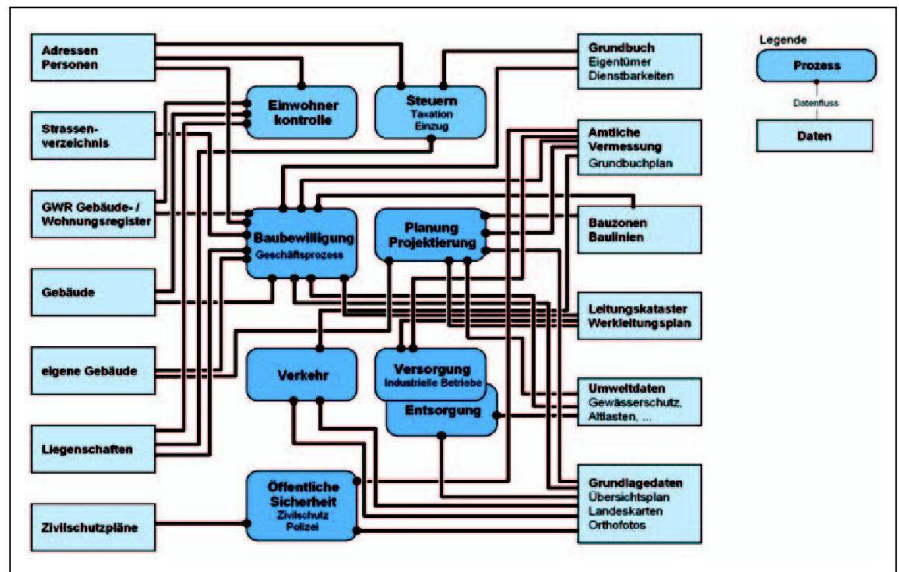 Adressen
Personen
Strassen-
verzeichnis
GWR Gebäude- /
Wohnungsregister
Gebäude
eigene Gebäude
Liegenschaften
Zivilschutzpläne
Einwohner
kontrolle
Steuern
Taxation
Einzug
Baubewilligung
Geschäftsprozess
Planung
Projektierung
Verkehr
Versorgung
Industrielle Betriebe
Entsorgung
Öffentliche
Sicherheit
Zivilschutz
Polizei
Grundbuch
Eigentümer
Dienstbarkeiten
Amtliche
Vermessung
Grundbuchplan
Bauzonen
Baulinien
Leitungskataster
Werkleitungsplan
Umweltdaten
Gewässerschutz,
Altlasten, ...
Grundlagedaten
Übersichtsplan
Landeskarten
Orthofotos
Legende
Prozess
Datenfluss
Daten